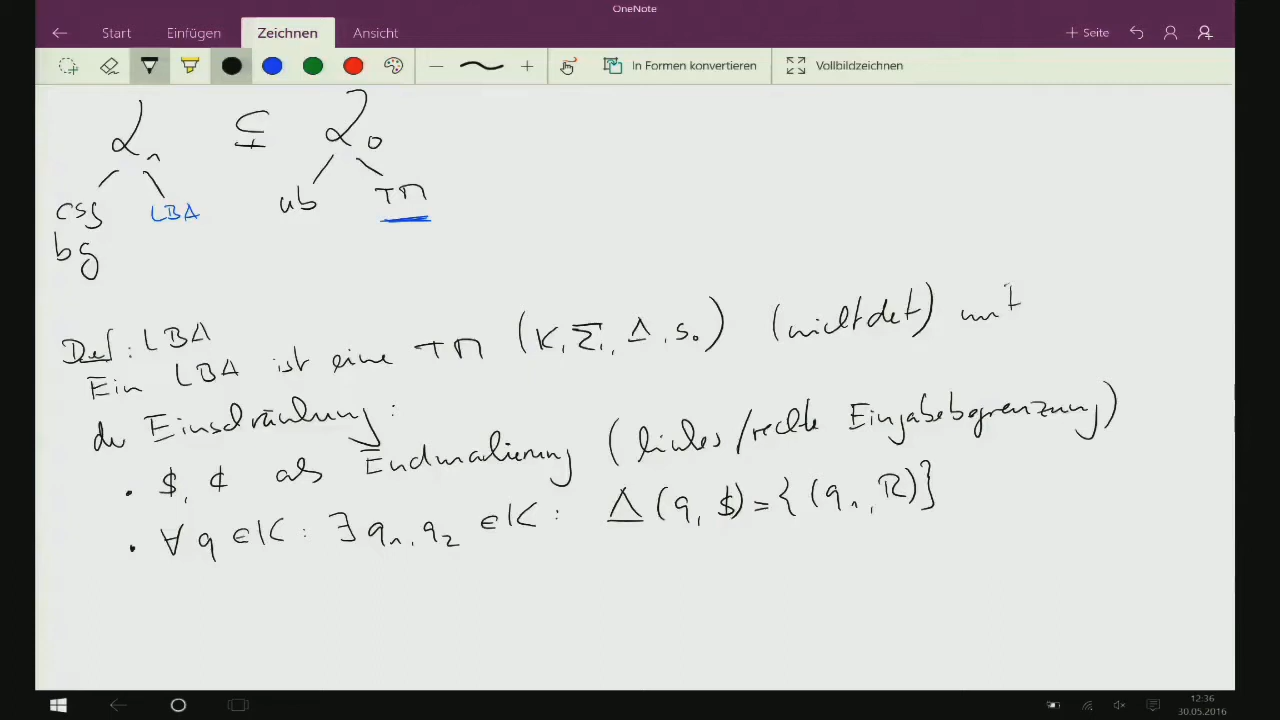 OneNote
Start Einfügen Zeichnen Ansicht + Seite
In Formen konvertieren Vollbildzeichnen
L₁ ⊊ L₀
csg LBA ub TM
bg
Def: LBA
Ein LBA ist eine TM (K, Σ, Δ, s₀) (nichtdet) mit
der Einschränkung:
• $, ¢ als Endmarkierung (linkes/rechte Eingabebegrenzung)
• ∀ q ∈ K : ∃ q₁, q₂ ∈ K : Δ(q, $) = {(q₁, R)}
12:36
30.05.2016